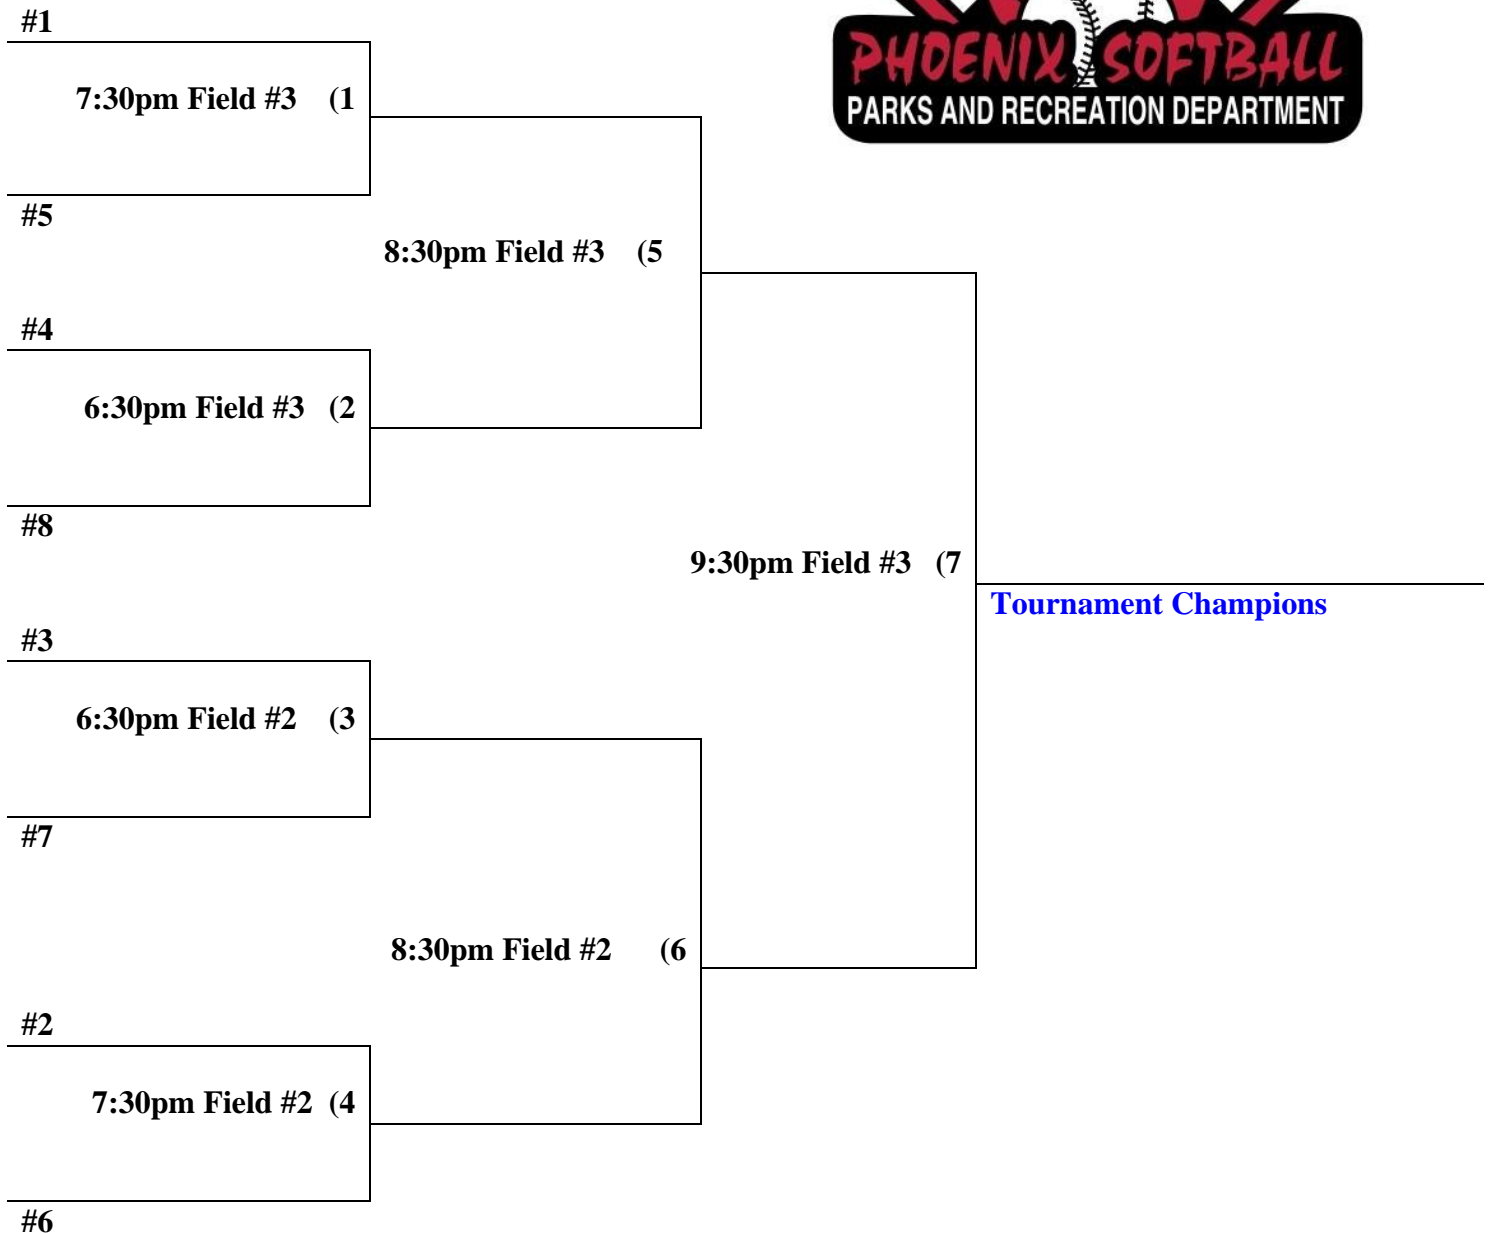 #1
PHOENIX SOFTBALL
PARKS AND RECREATION DEPARTMENT
7:30pm Field #3 (1
#5
8:30pm Field #3 (5
#4
6:30pm Field #3 (2
#8
9:30pm Field #3 (7
Tournament Champions
#3
6:30pm Field #2 (3
#7
8:30pm Field #2 (6
#2
7:30pm Field #2 (4
#6